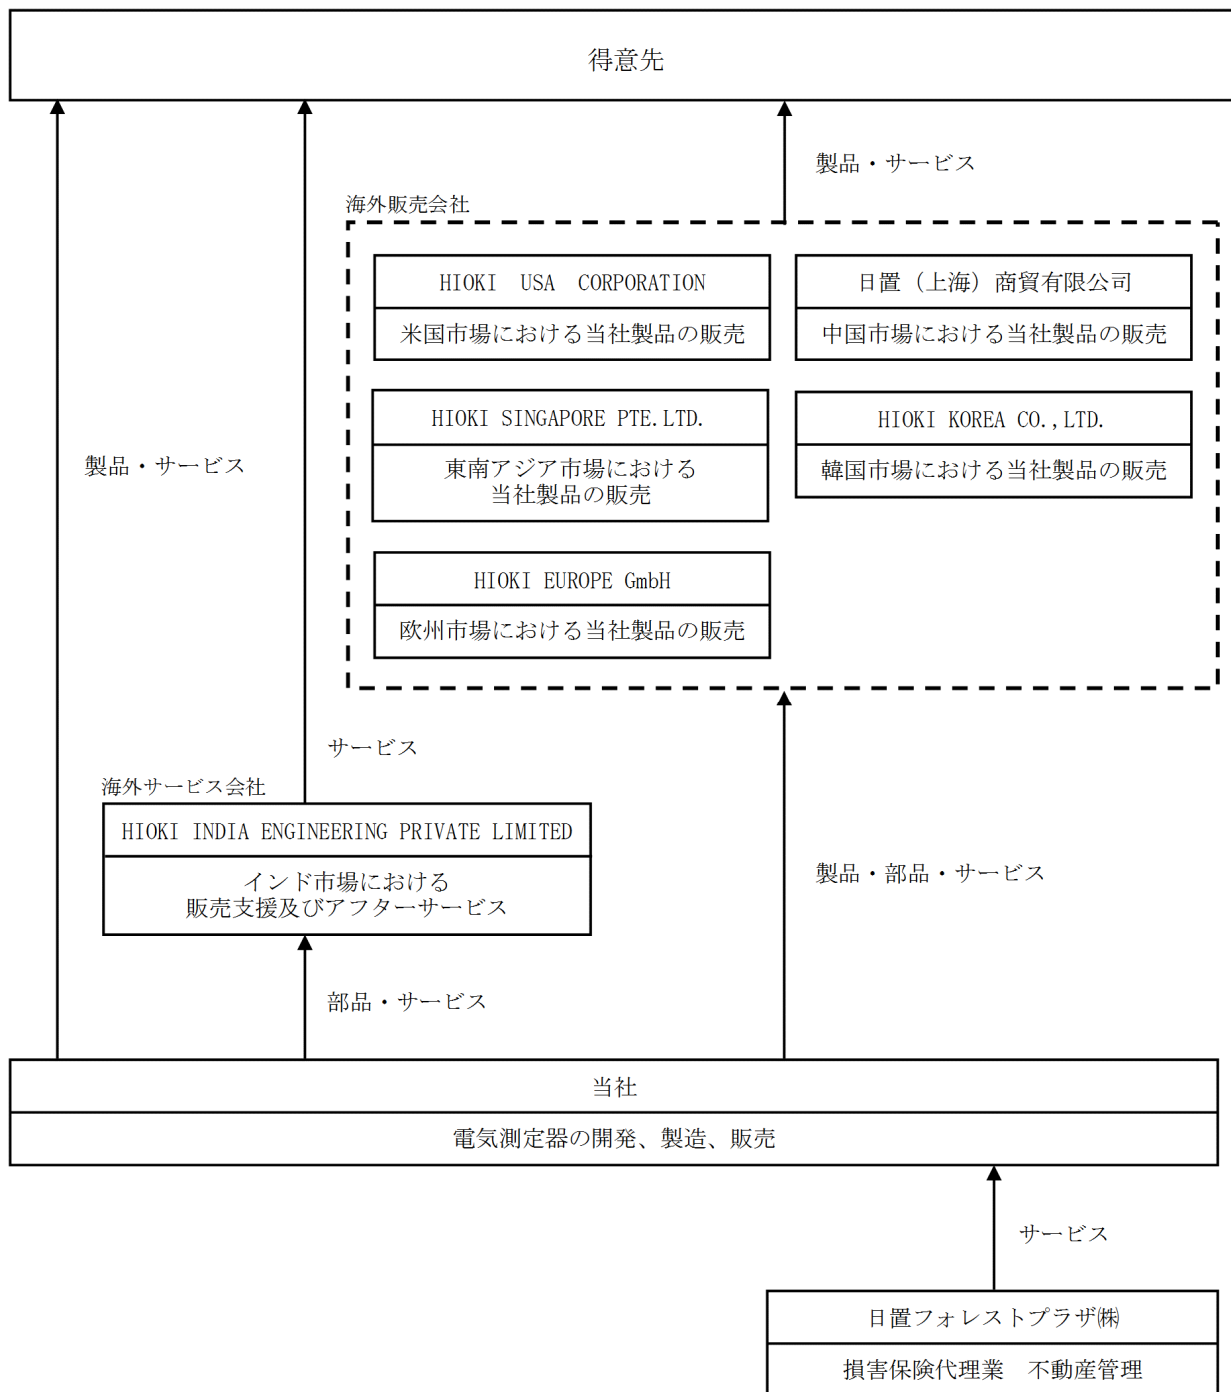 得意先
製品・サービス
海外販売会社
HIOKI USA CORPORATION
米国市場における当社製品の販売
日置（上海）商貿有限公司
中国市場における当社製品の販売
HIOKI SINGAPORE PTE.LTD.
東南アジア市場における
当社製品の販売
HIOKI KOREA CO.,LTD.
韓国市場における当社製品の販売
製品・サービス
HIOKI EUROPE GmbH
欧州市場における当社製品の販売
サービス
海外サービス会社
HIOKI INDIA ENGINEERING PRIVATE LIMITED
インド市場における
販売支援及びアフターサービス
製品・部品・サービス
部品・サービス
当社
電気測定器の開発、製造、販売
サービス
日置フォレストプラザ㈱
損害保険代理業　不動産管理